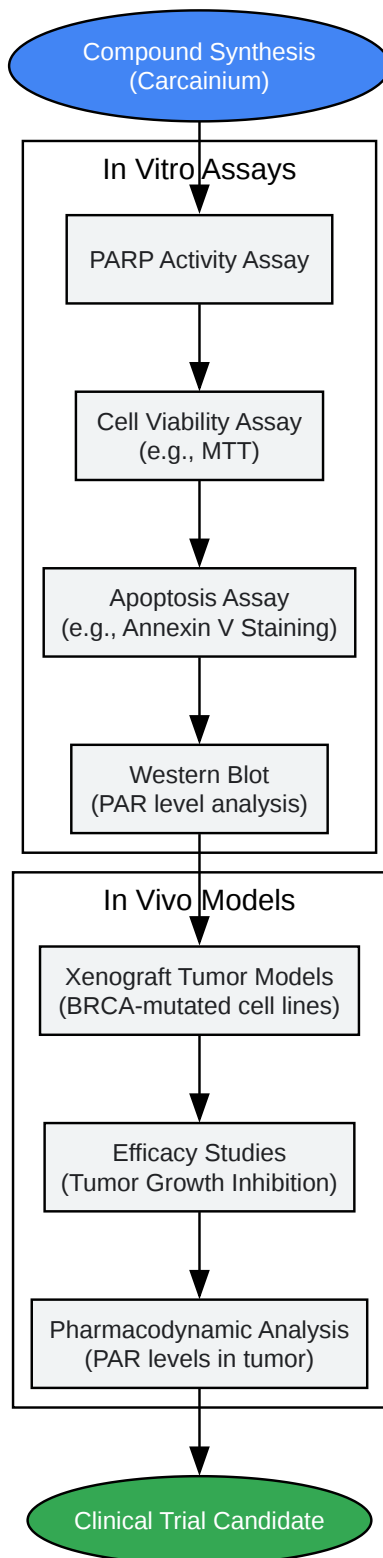 Compound Synthesis
(Carcainium)
In Vitro Assays
PARP Activity Assay
Cell Viability Assay
(e.g., MTT)
Apoptosis Assay
(e.g., Annexin V Staining)
Western Blot
(PAR level analysis)
In Vivo Models
Xenograft Tumor Models
(BRCA-mutated cell lines)
Efficacy Studies
(Tumor Growth Inhibition)
Pharmacodynamic Analysis
(PAR levels in tumor)
Clinical Trial Candidate